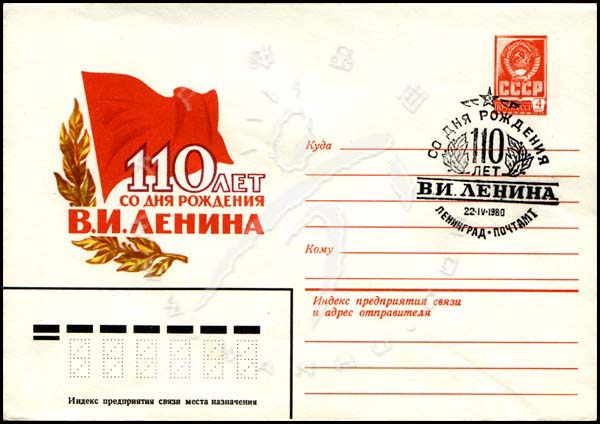 110 ЛЕТ
СО ДНЯ РОЖДЕНИЯ
В.И.ЛЕНИНА
СССР
4
СО ДНЯ РОЖДЕНИЯ
110
ЛЕТ
В.И.ЛЕНИНА
22-IV-1980
ЛЕНИНГРАД • ПОЧТАМТ
Куда
Кому
Индекс предприятия связи
и адрес отправителя
Индекс предприятия связи места назначения